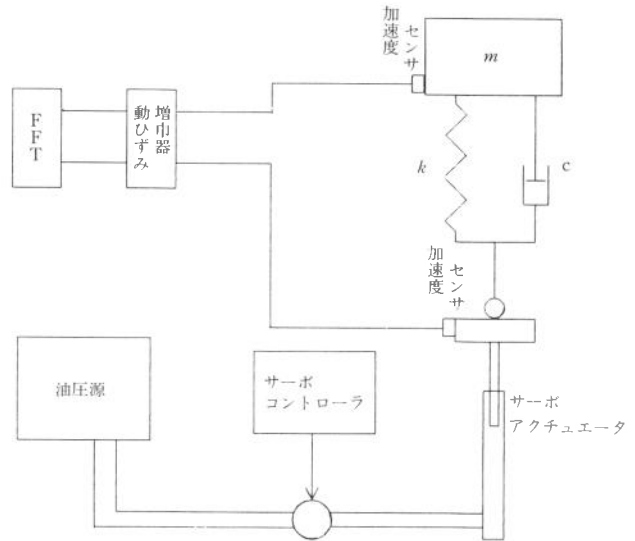 加速度
センサ
m
FFT
動ひずみ
増巾器
k
c
加速度
センサ
油圧源
サーボ
コントローラ
サーボ
アクチュエータ